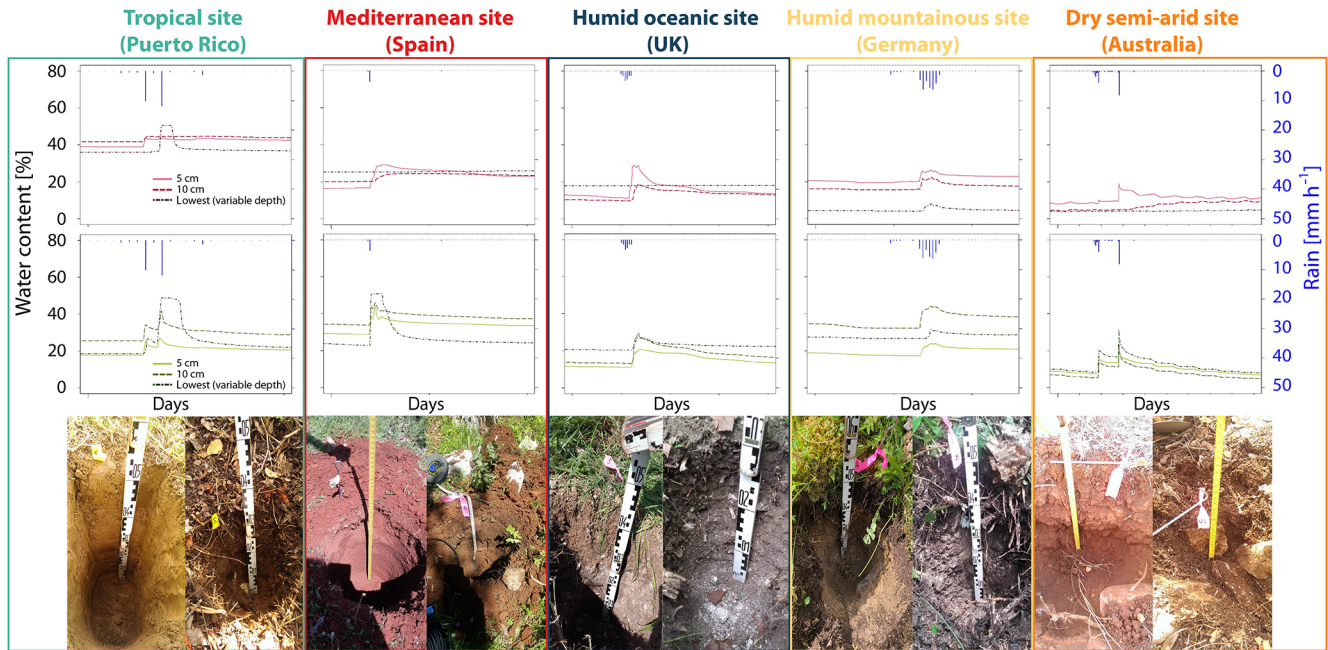 Tropical site
(Puerto Rico)
Mediterranean site
(Spain)
Humid oceanic site
(UK)
Humid mountainous site
(Germany)
Dry semi-arid site
(Australia)
Water content [%]
80
60
40
20
0
5 cm
10 cm
Lowest (variable depth)
0
10
20
30
40
50
Rain [mm h-1]
80
60
40
20
0
5 cm
10 cm
Lowest (variable depth)
0
10
20
30
40
50
Days
Days
Days
Days
Days